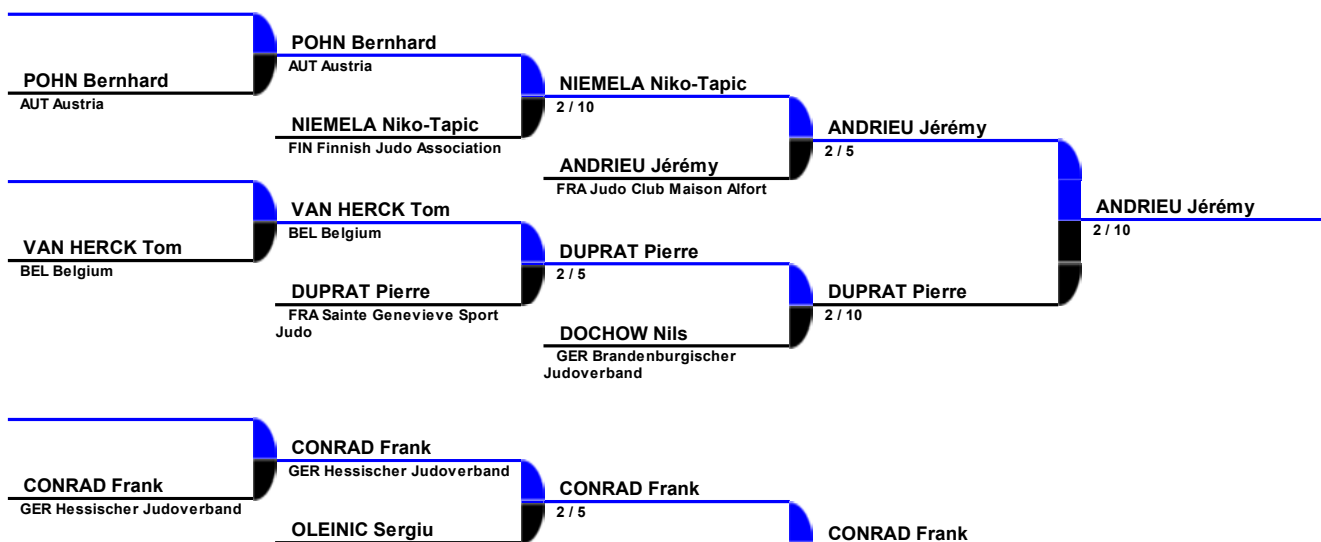 POHN Bernhard
AUT Austria
POHN Bernhard
AUT Austria
NIEMELA Niko-Tapic
FIN Finnish Judo Association
NIEMELA Niko-Tapic
2 / 10
ANDRIEU Jérémy
FRA Judo Club Maison Alfort
ANDRIEU Jérémy
2 / 5
VAN HERCK Tom
BEL Belgium
VAN HERCK Tom
BEL Belgium
DUPRAT Pierre
FRA Sainte Genevieve Sport
Judo
DUPRAT Pierre
2 / 5
DOCHOW Nils
GER Brandenburgischer
Judoverband
DUPRAT Pierre
2 / 10
ANDRIEU Jérémy
2 / 10
CONRAD Frank
GER Hessischer Judoverband
CONRAD Frank
GER Hessischer Judoverband
OLEINIC Sergiu
CONRAD Frank
2 / 5
CONRAD Frank